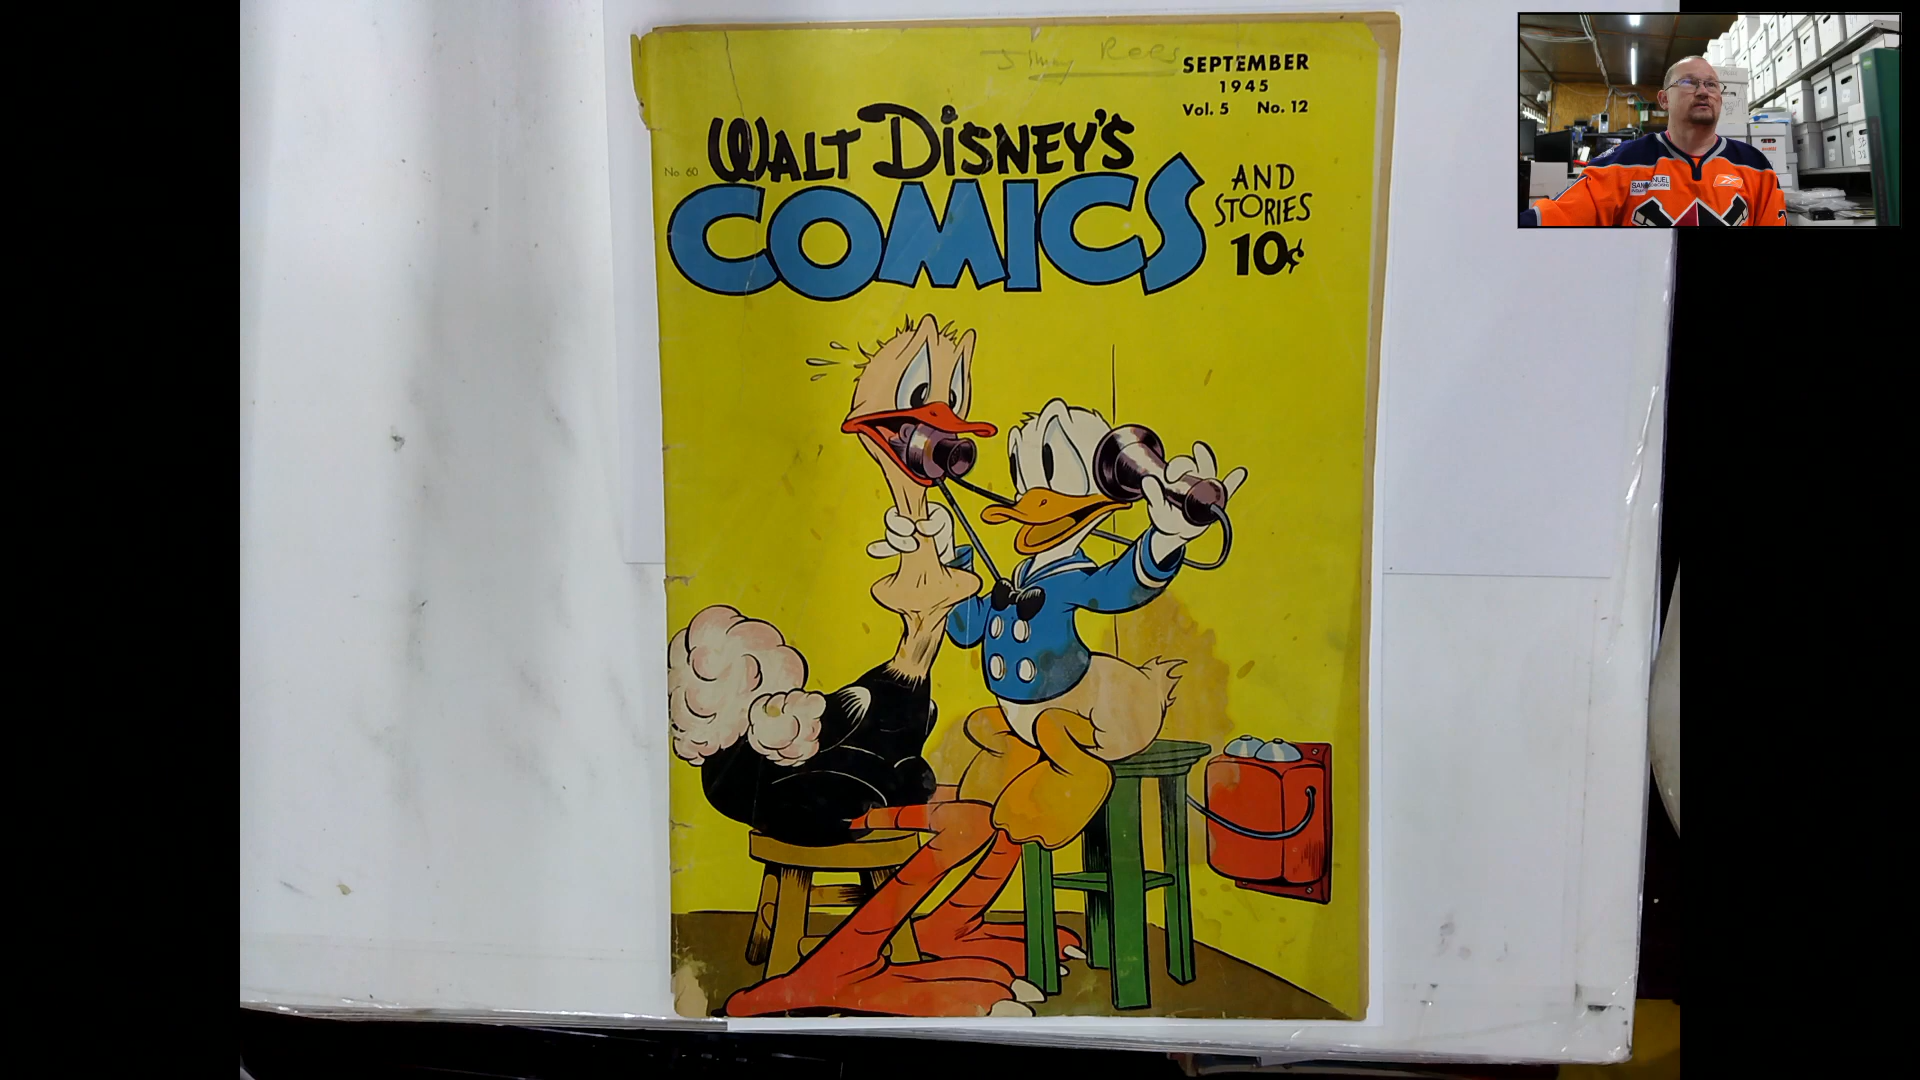 SEPTEMBER
1945
Vol. 5 No. 12
WALT DISNEY'S
No. 60
COMICS
AND
STORIES
10¢